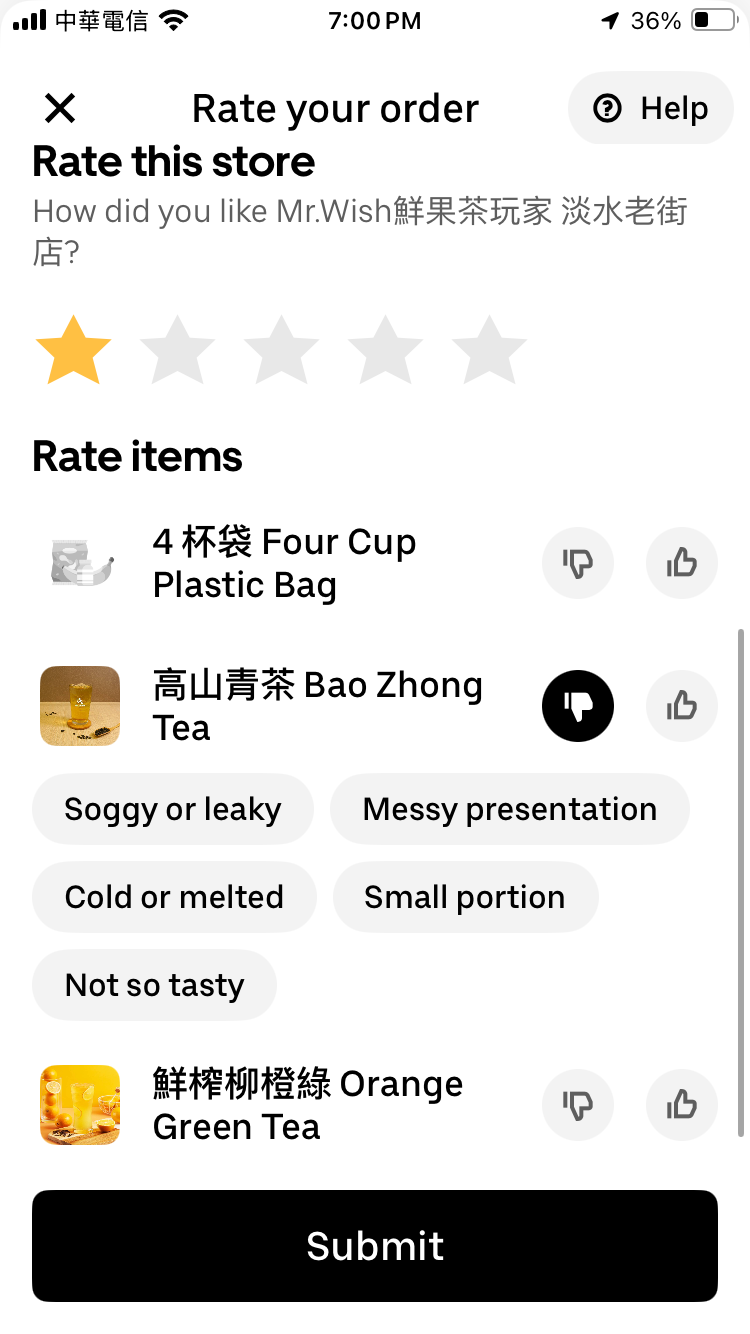 中華電信 7:00 PM 36%
Rate your order
Help
Rate this store
How did you like Mr.Wish鮮果茶玩家 淡水老街
店?
Rate items
4 杯袋 Four Cup
Plastic Bag
高山青茶 Bao Zhong
Tea
Soggy or leaky
Messy presentation
Cold or melted
Small portion
Not so tasty
鮮榨柳橙綠 Orange
Green Tea
Submit